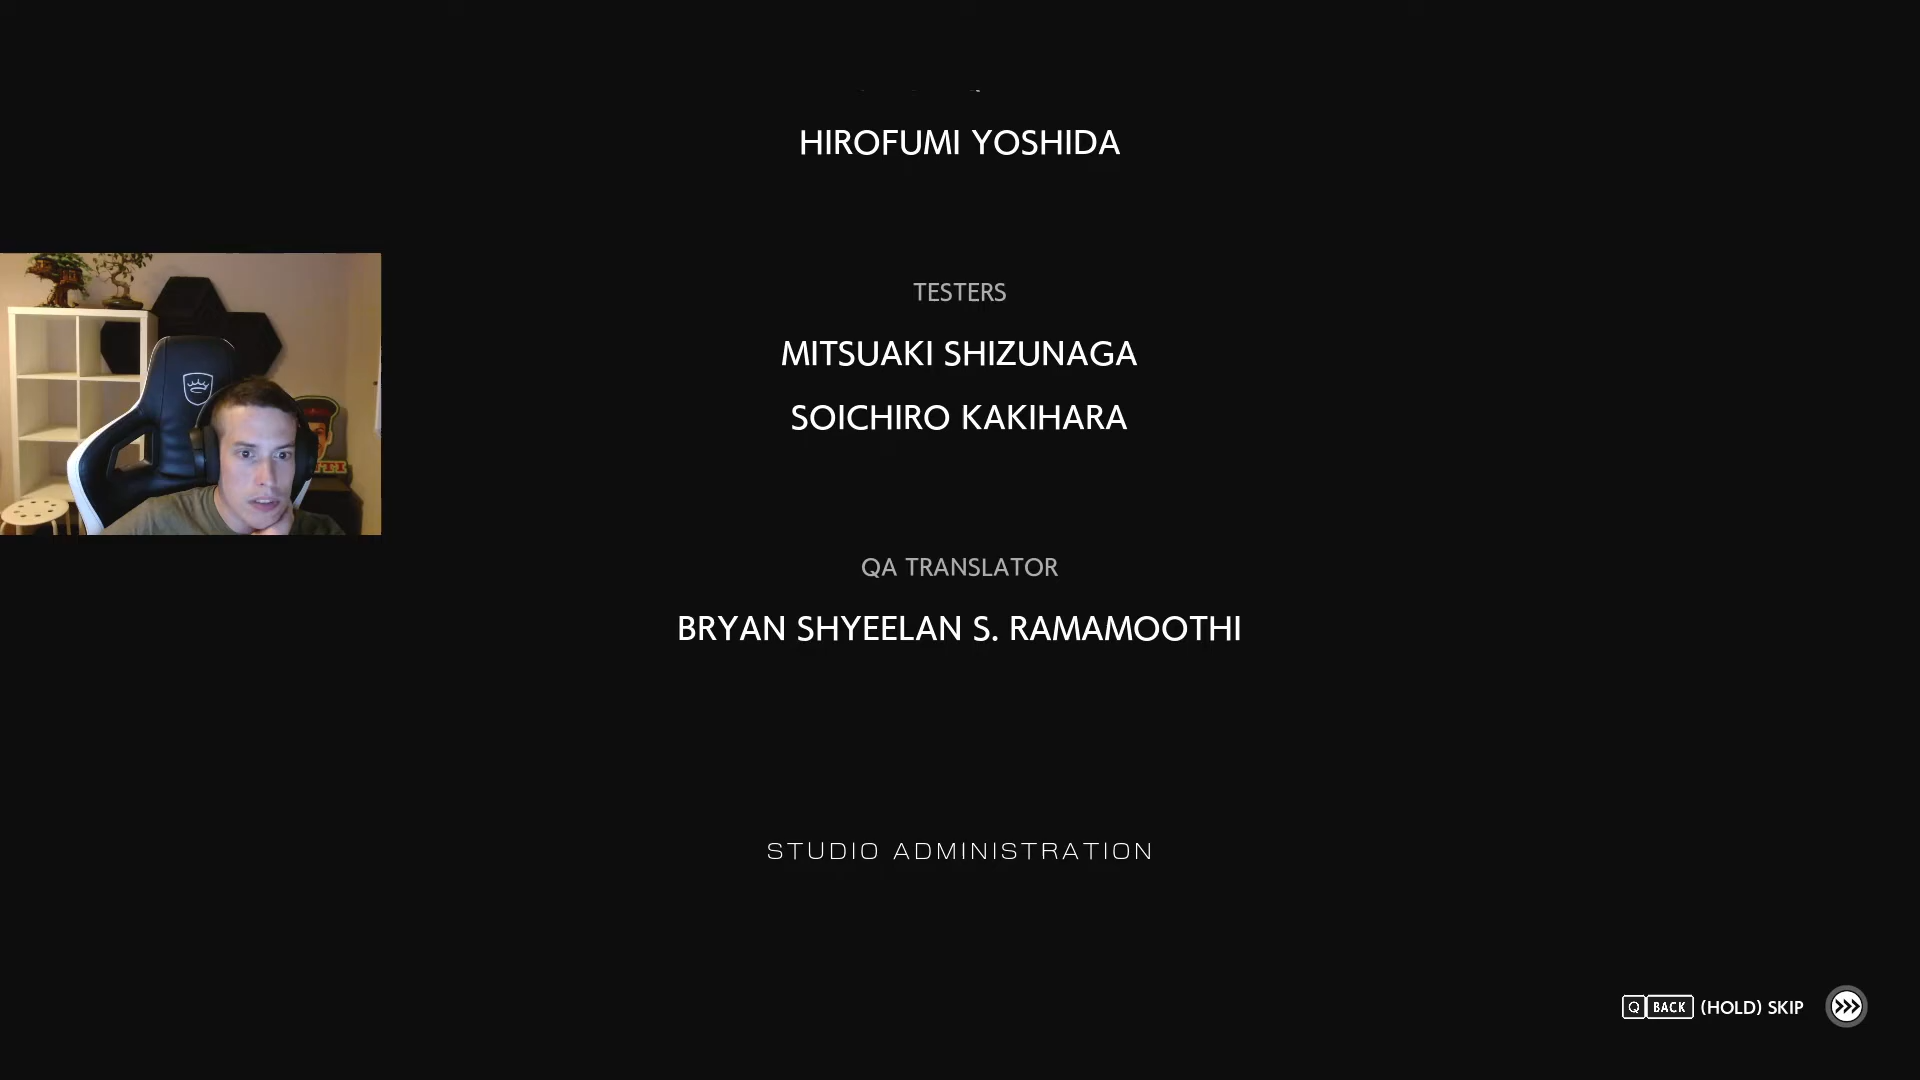 HIROFUMI YOSHIDA
TESTERS
MITSUAKI SHIZUNAGA
SOICHIRO KAKIHARA
QA TRANSLATOR
BRYAN SHYEELAN S. RAMAMOOTHI
STUDIO ADMINISTRATION
Q BACK (HOLD) SKIP